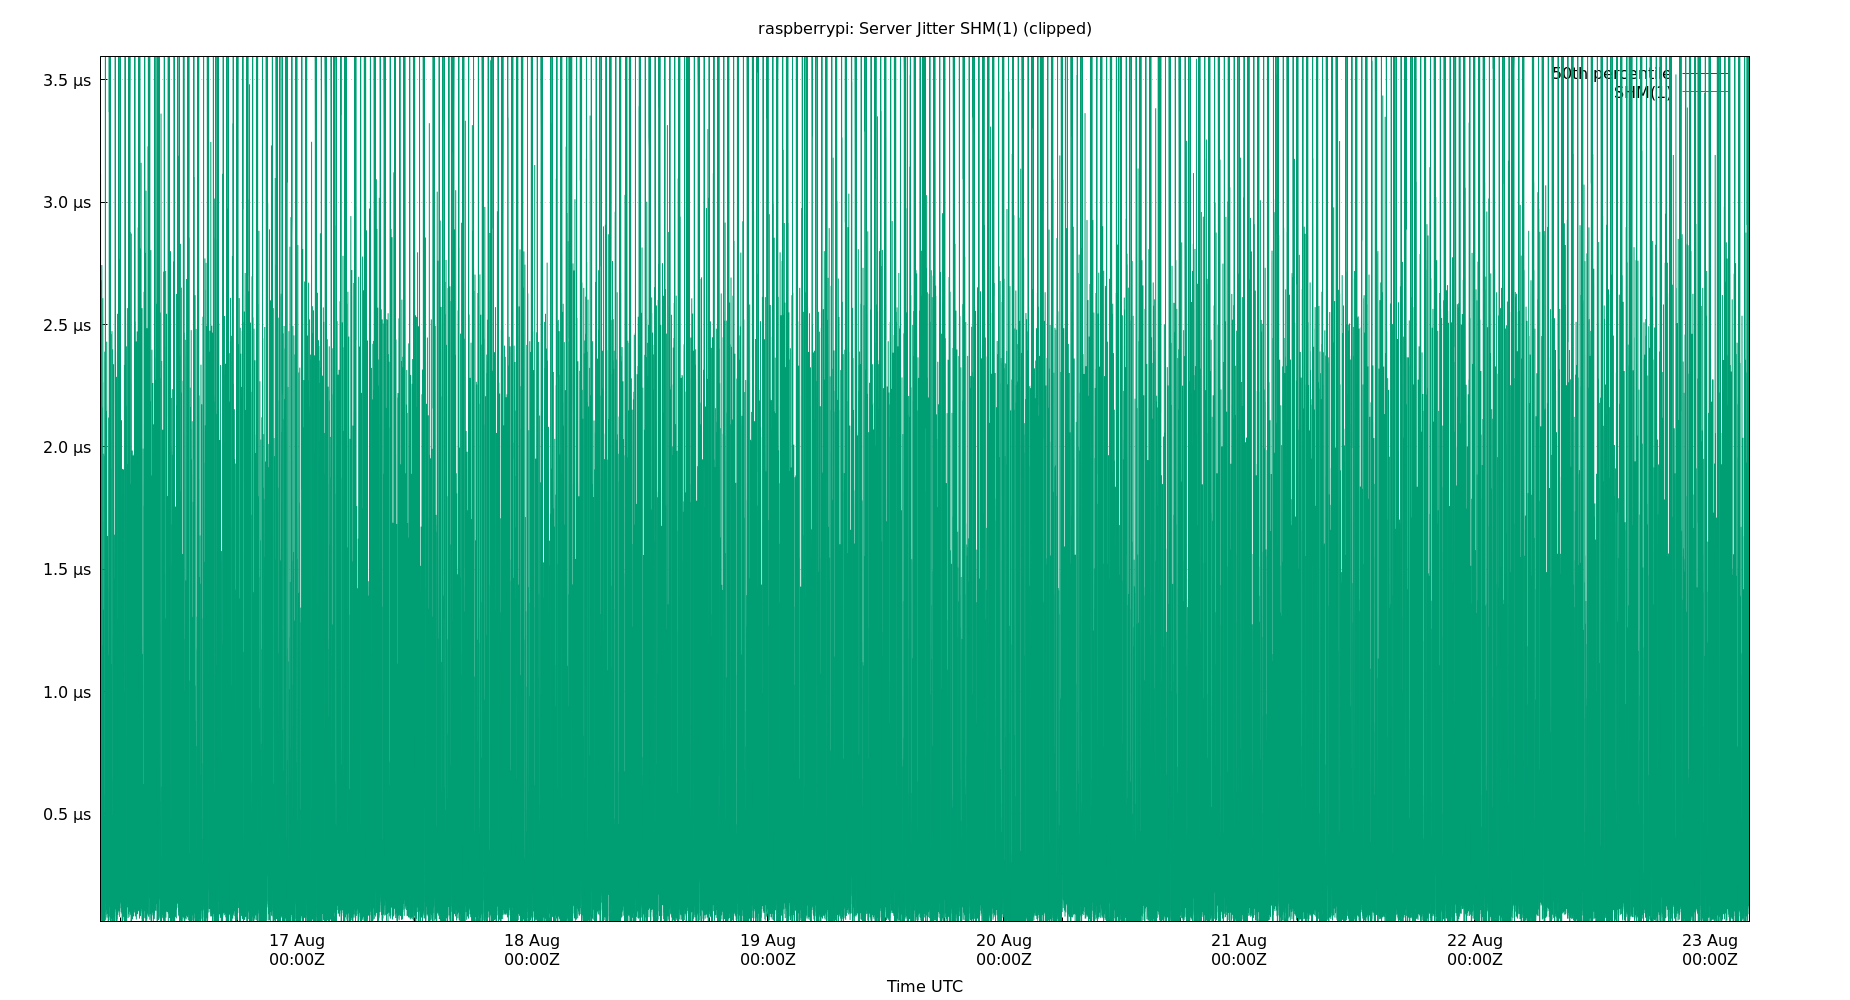 raspberrypi: Server Jitter SHM(1) (clipped)
50th percentile
SHM(1)
3.5 µs
3.0 µs
2.5 µs
2.0 µs
1.5 µs
1.0 µs
0.5 µs
17 Aug 18 Aug 19 Aug 20 Aug 21 Aug 22 Aug 23 Aug
00:00Z 00:00Z 00:00Z 00:00Z 00:00Z 00:00Z 00:00Z
Time UTC